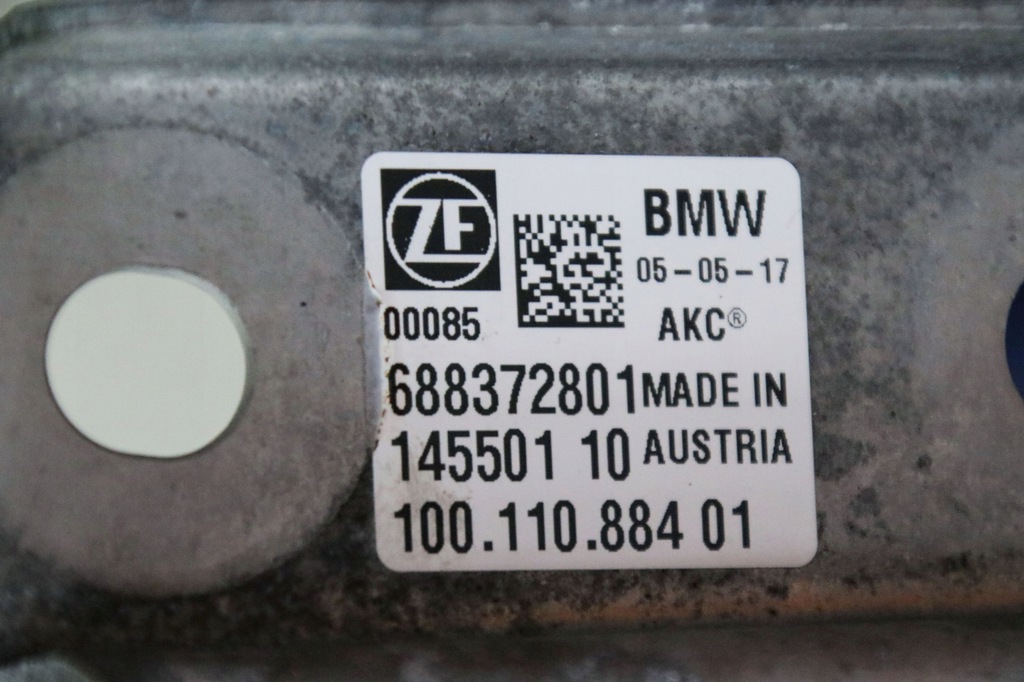 ZF
BMW
05-05-17
00085
AKC®
688372801 MADE IN
145501 10 AUSTRIA
100.110.884 01